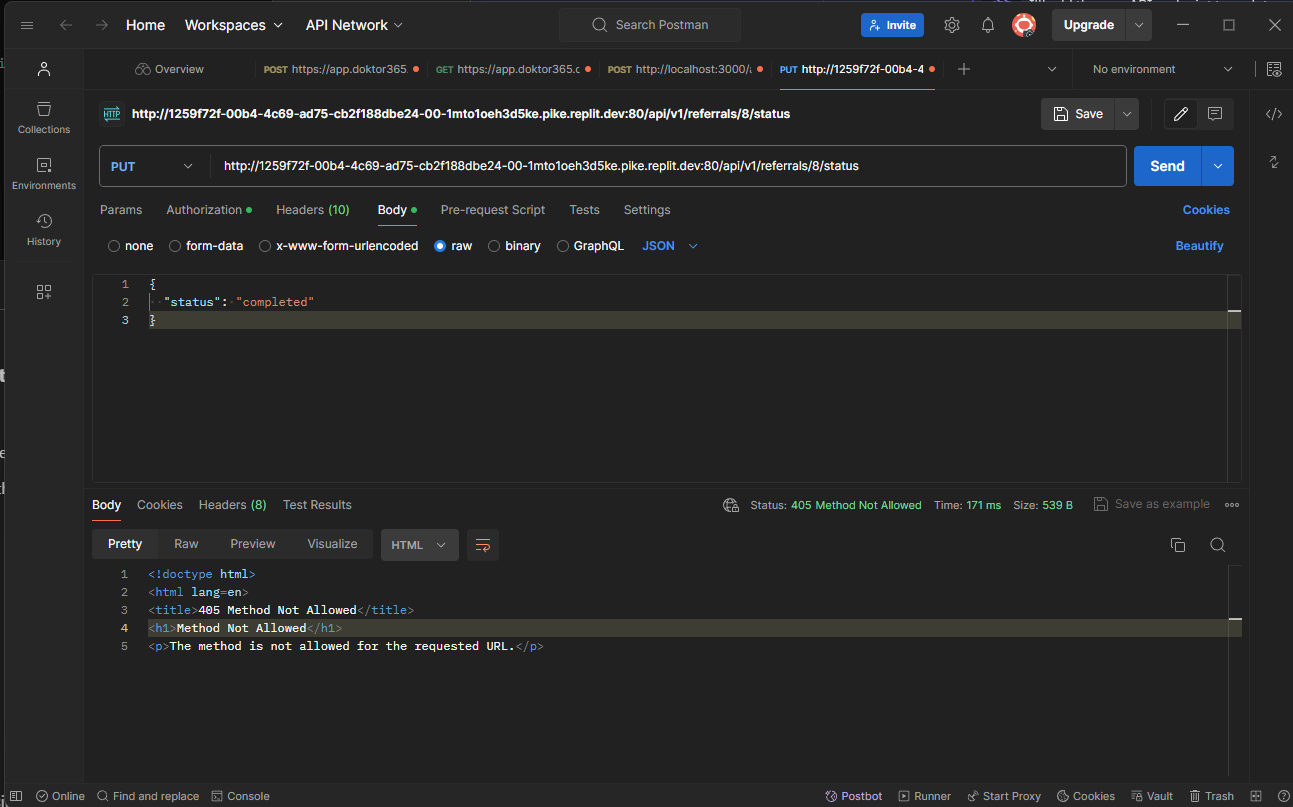 Home Workspaces API Network Search Postman Invite Upgrade
Overview POST https://app.doktor365. GET https://app.doktor365.c POST http://localhost:3000/a PUT http://1259f72f-00b4-4 No environment
HTTP http://1259f72f-00b4-4c69-ad75-cb2f188dbe24-00-1mto1oeh3d5ke.pike.replit.dev:80/api/v1/referrals/8/status Save
Collections
Environments
History
PUT http://1259f72f-00b4-4c69-ad75-cb2f188dbe24-00-1mto1oeh3d5ke.pike.replit.dev:80/api/v1/referrals/8/status Send
Params Authorization Headers (10) Body Pre-request Script Tests Settings Cookies
none form-data x-www-form-urlencoded raw binary GraphQL JSON Beautify
1 {
2 "status": "completed"
3 }
Body Cookies Headers (8) Test Results Status: 405 Method Not Allowed Time: 171 ms Size: 539 B Save as example
Pretty Raw Preview Visualize HTML
1 <!doctype html>
2 <html lang=en>
3 <title>405 Method Not Allowed</title>
4 <h1>Method Not Allowed</h1>
5 <p>The method is not allowed for the requested URL.</p>
Online Find and replace Console Postbot Runner Start Proxy Cookies Vault Trash